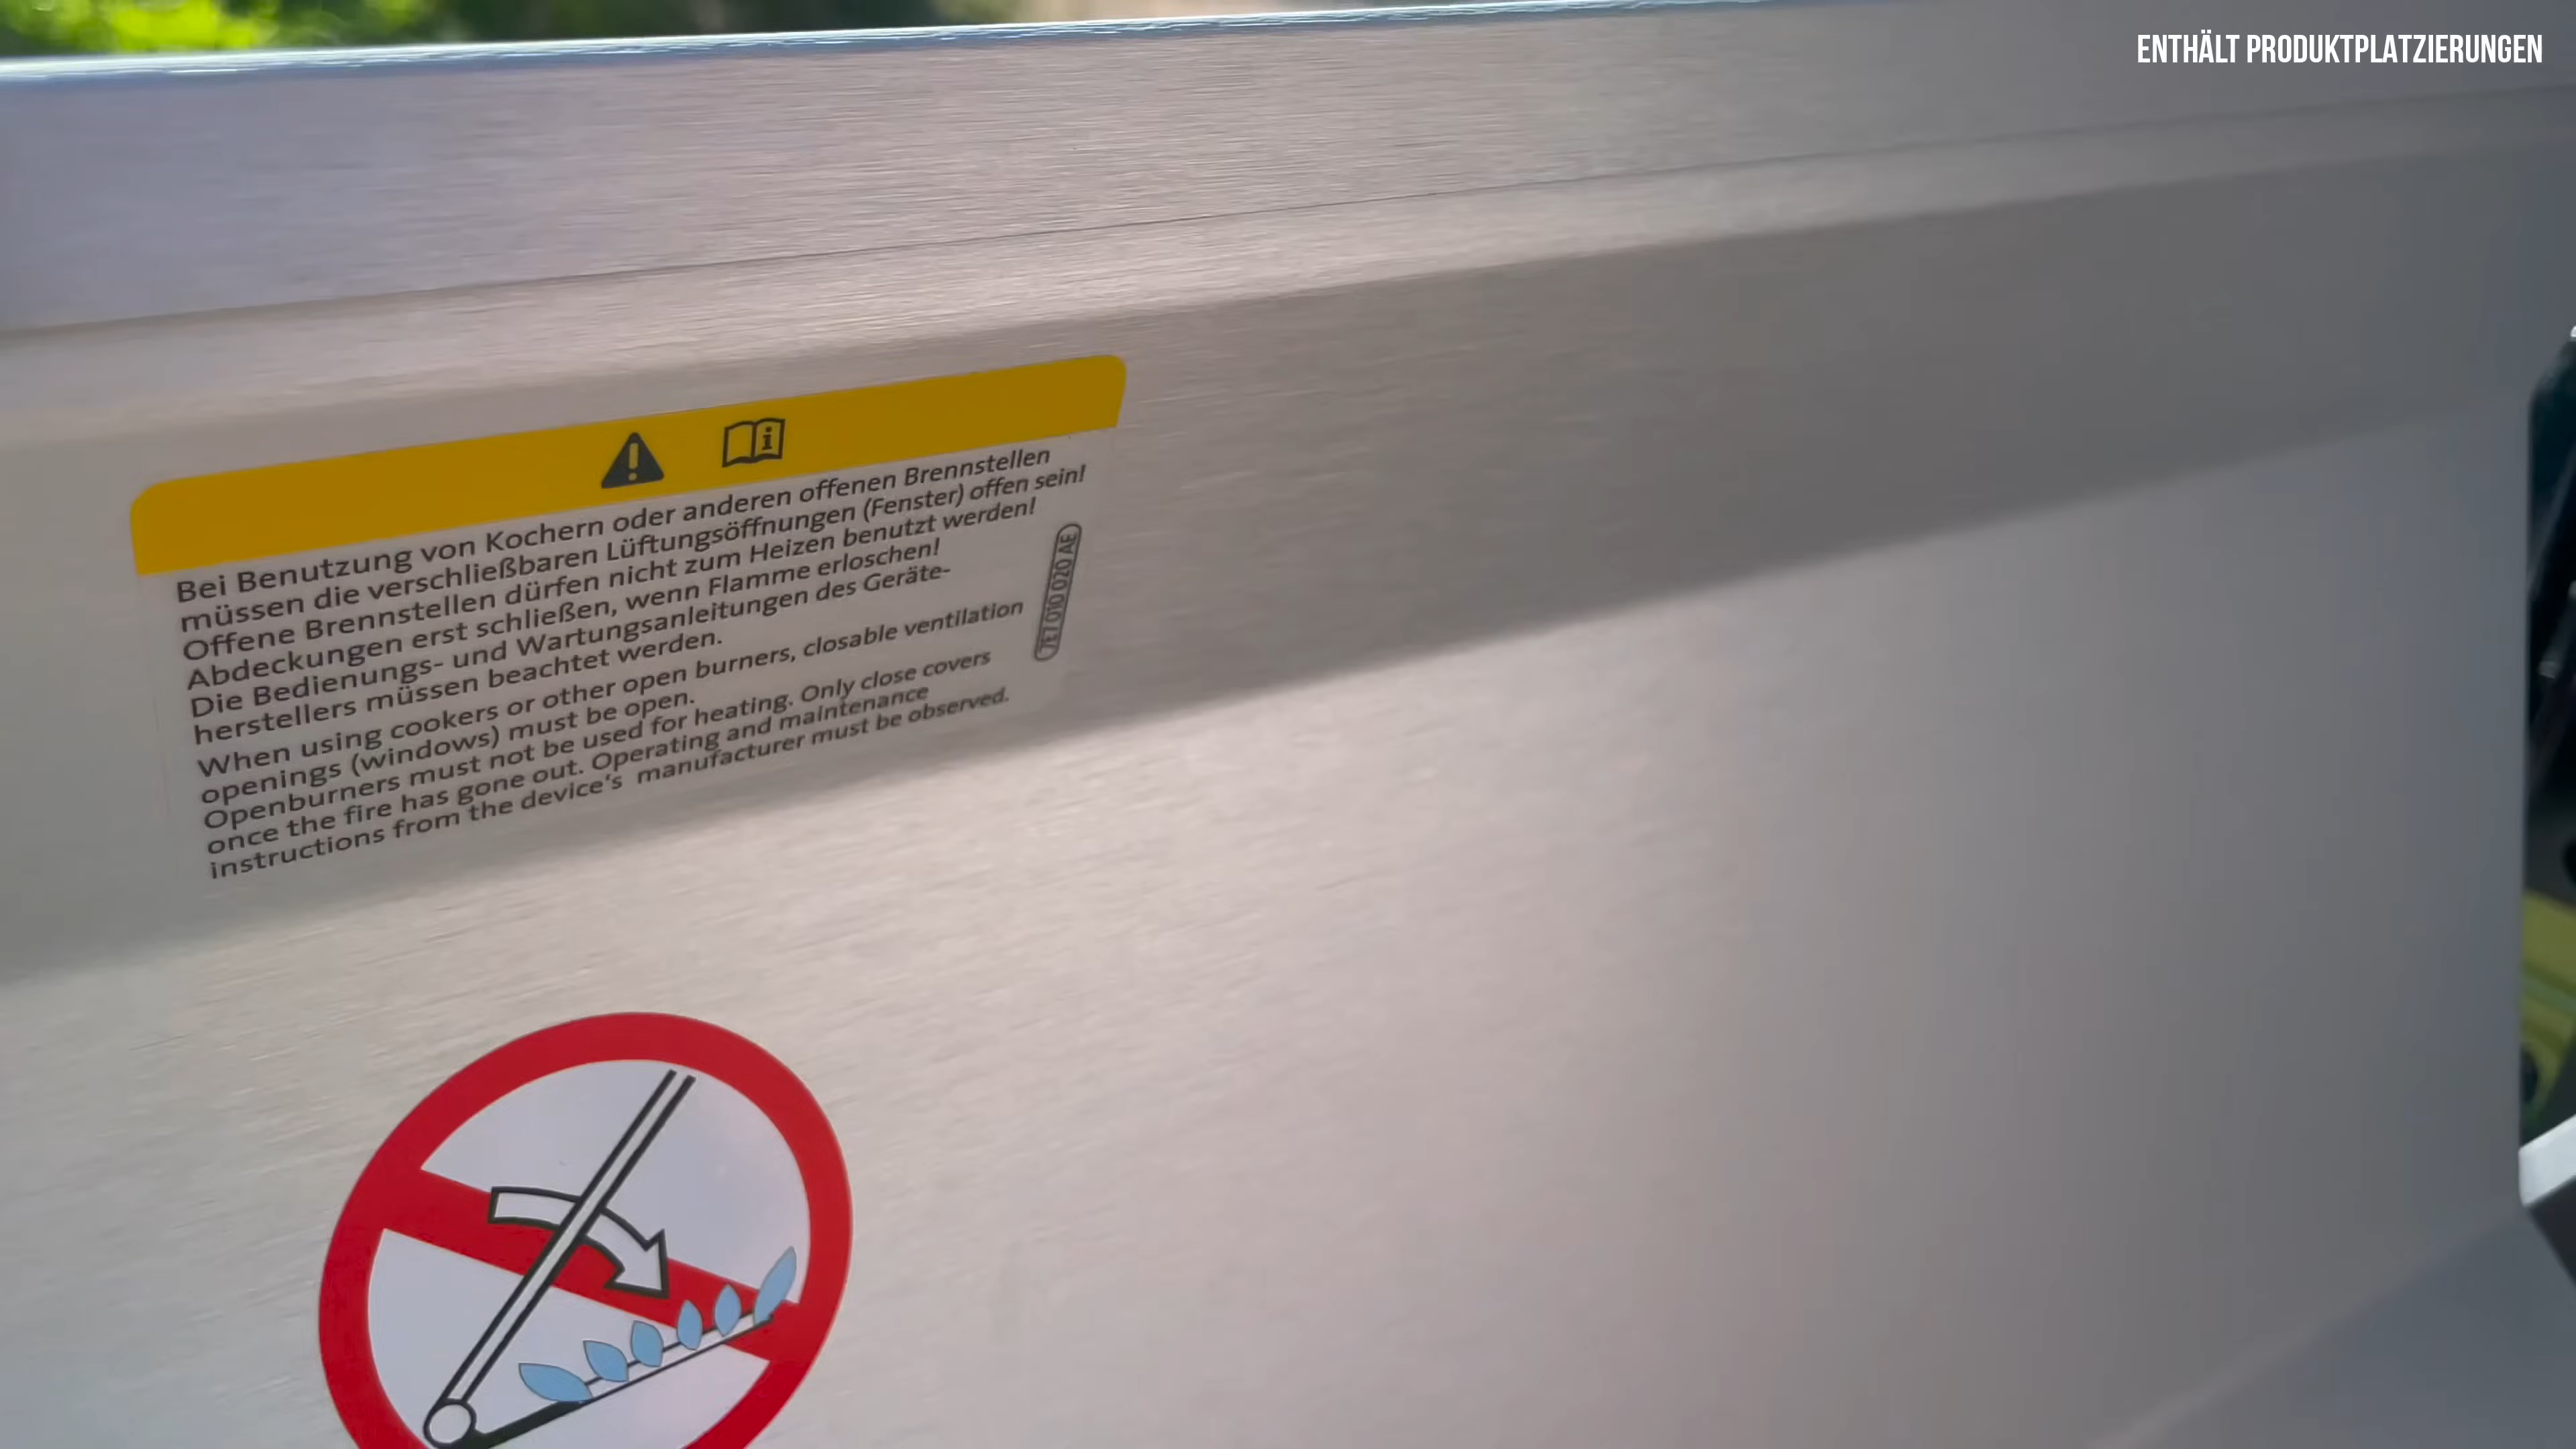 ENTHÄLT PRODUKTPLATZIERUNGEN
Bei Benutzung von Kochern oder anderen offenen Brennstellen
müssen die verschließbaren Lüftungsöffnungen (Fenster) offen sein!
Offene Brennstellen dürfen nicht zum Heizen benutzt werden!
Abdeckungen erst schließen, wenn Flamme erloschen!
Die Bedienungs- und Wartungsanleitungen des Geräte-
herstellers müssen beachtet werden.
When using cookers or other open burners, closable ventilation
openings (windows) must be open.
Openburners must not be used for heating. Only close covers
once the fire has gone out. Operating and maintenance
instructions from the device's manufacturer must be observed.
7E7 010 020 AE